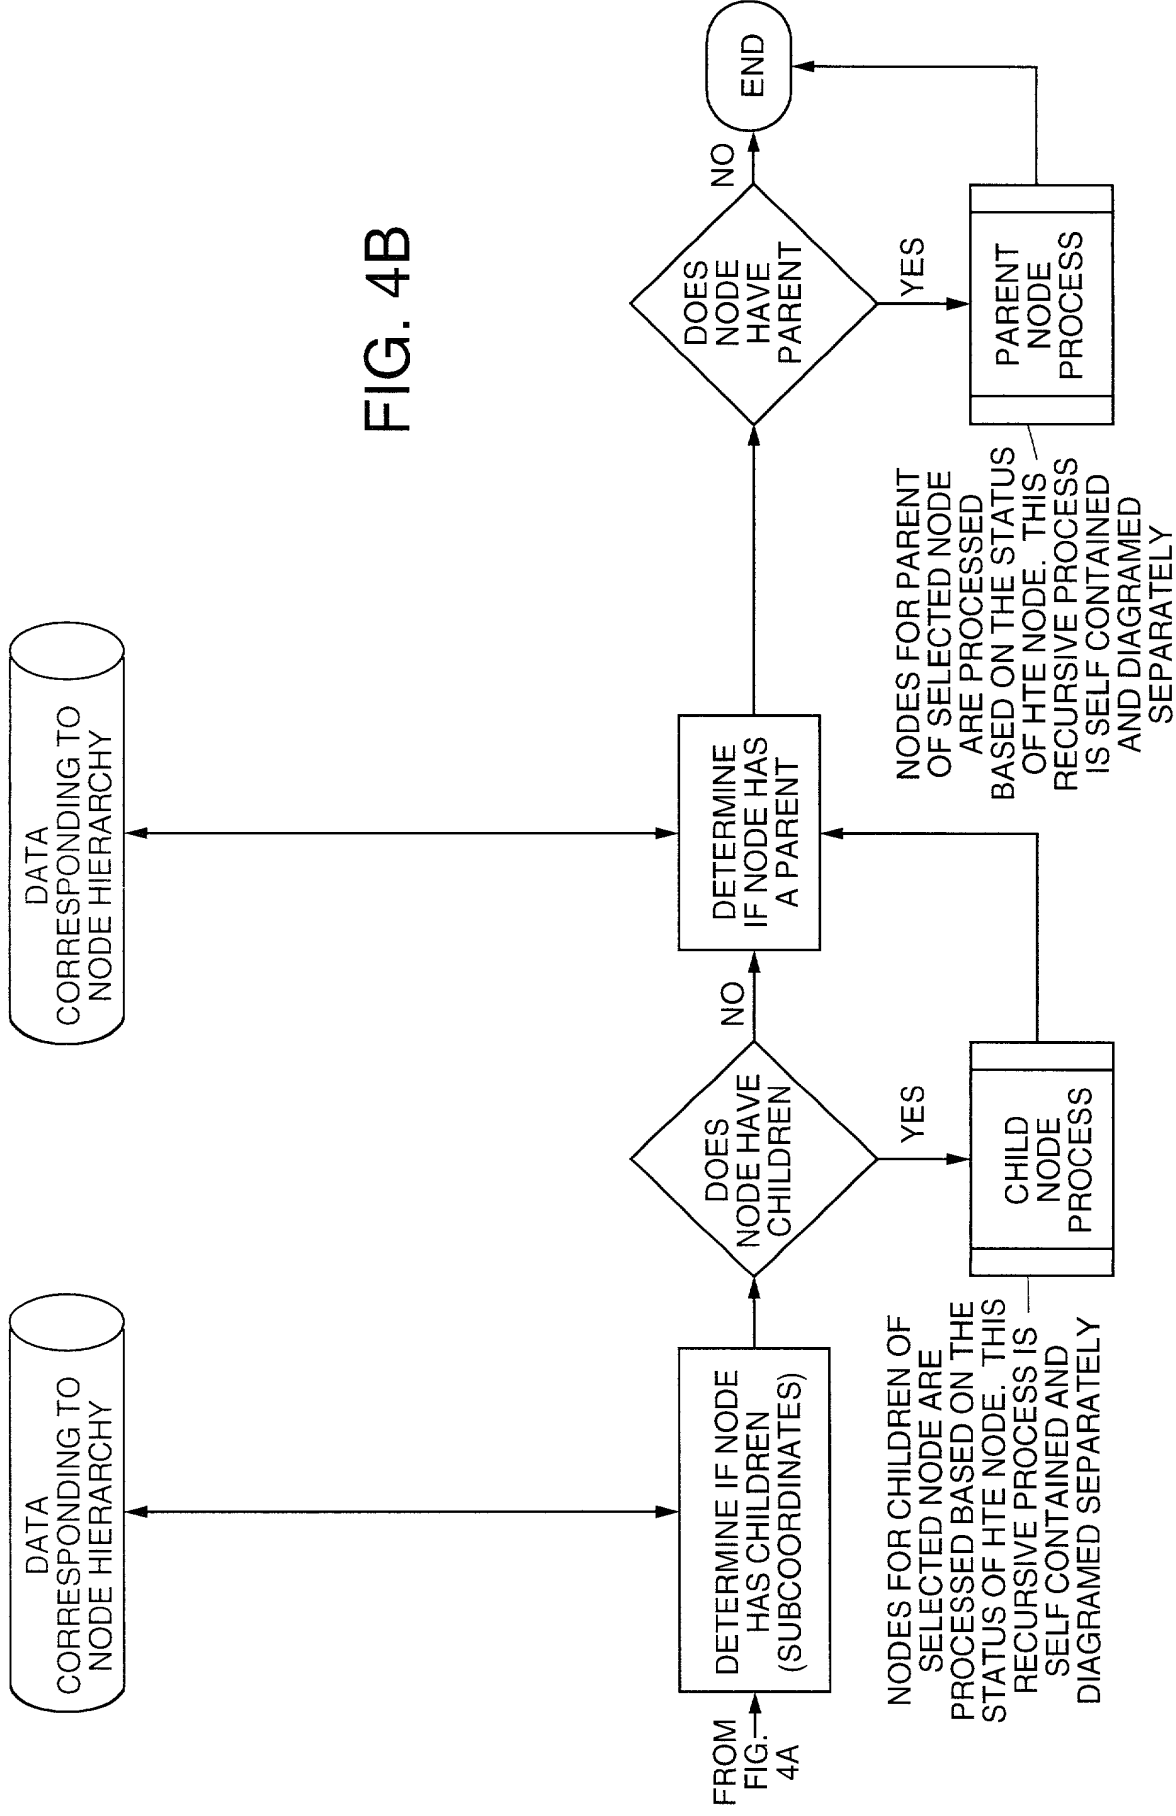 FIG. 4B
DATA
CORRESPONDING TO
NODE HIERARCHY
DATA
CORRESPONDING TO
NODE HIERARCHY
FROM
FIG.
4A
DETERMINE IF NODE
HAS CHILDREN
(SUBCOORDINATES)
DOES
NODE HAVE
CHILDREN
NO
YES
DETERMINE
IF NODE HAS
A PARENT
DOES
NODE
HAVE
PARENT
NO
YES
END
NODES FOR CHILDREN OF
SELECTED NODE ARE
PROCESSED BASED ON THE
STATUS OF HTE NODE. THIS
RECURSIVE PROCESS IS
SELF CONTAINED AND
DIAGRAMED SEPARATELY
CHILD
NODE
PROCESS
NODES FOR PARENT
OF SELECTED NODE
ARE PROCESSED
BASED ON THE STATUS
OF HTE NODE. THIS
RECURSIVE PROCESS
IS SELF CONTAINED
AND DIAGRAMED
SEPARATELY
PARENT
NODE
PROCESS